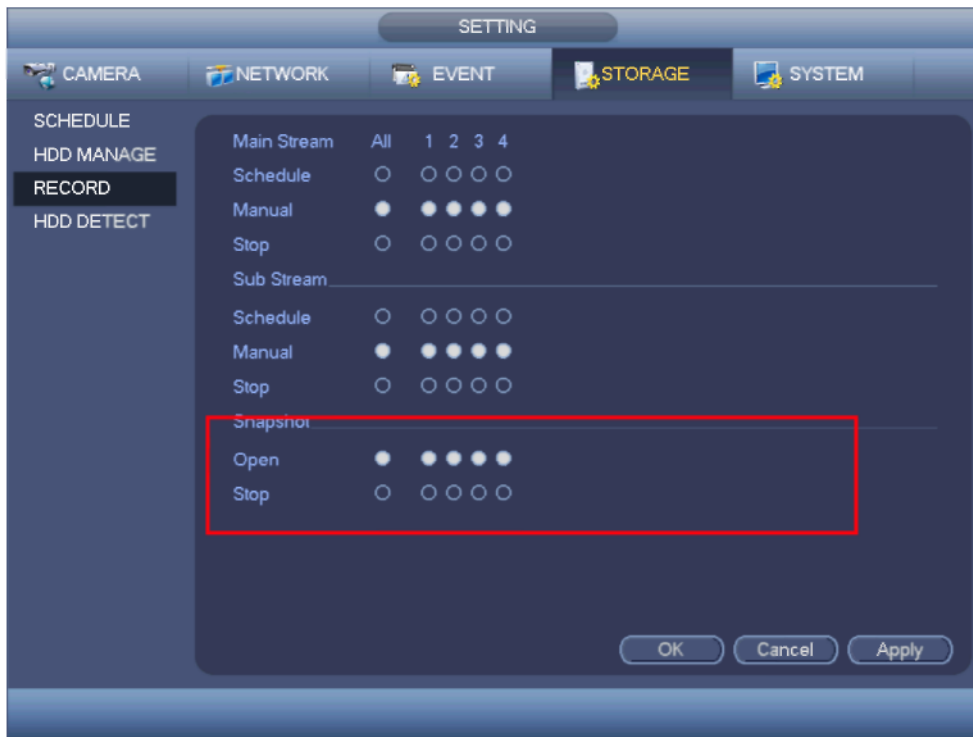 SETTING
CAMERA NETWORK EVENT STORAGE SYSTEM
SCHEDULE
HDD MANAGE
RECORD
HDD DETECT
Main Stream All 1 2 3 4
Schedule
Manual
Stop
Sub Stream
Schedule
Manual
Stop
Snapshot
Open
Stop
OK Cancel Apply